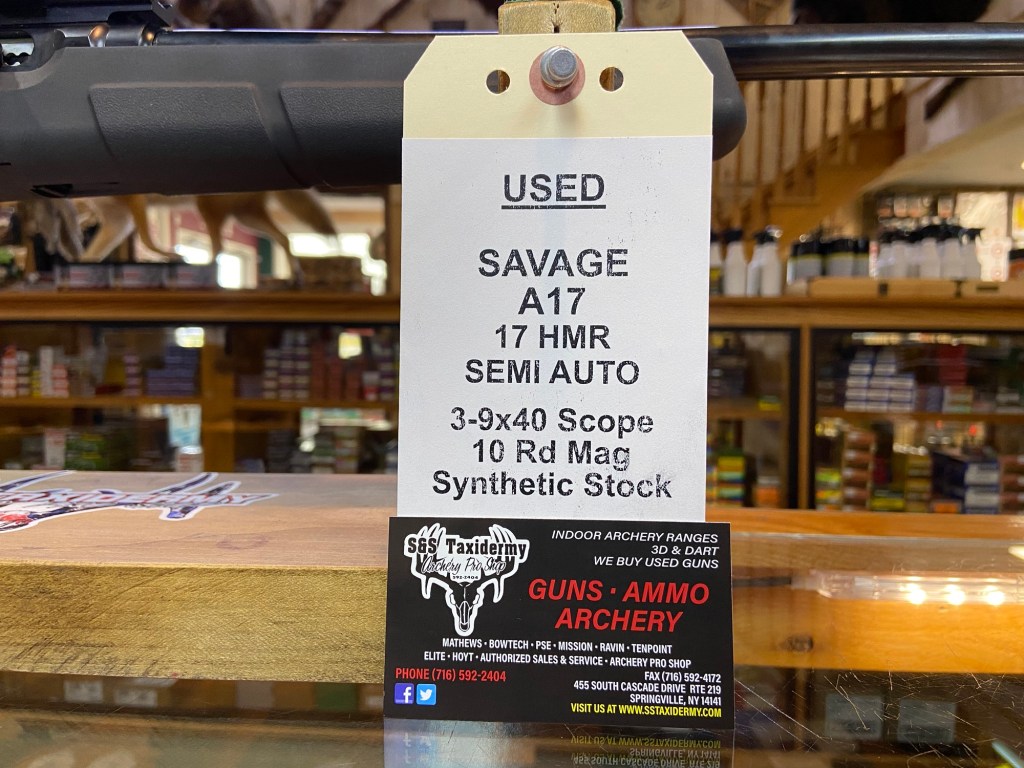 USED
SAVAGE
A17
17 HMR
SEMI AUTO
3-9x40 Scope
10 Rd Mag
Synthetic Stock
S&S Taxidermy
Archery Pro Shop
592-2404
INDOOR ARCHERY RANGES
3D & DART
WE BUY USED GUNS
GUNS · AMMO
ARCHERY
MATHEWS · BOWTECH · PSE · MISSION · RAVIN · TENPOINT
ELITE · HOYT · AUTHORIZED SALES & SERVICE · ARCHERY PRO SHOP
PHONE (716) 592-2404
FAX (716) 592-4172
455 SOUTH CASCADE DRIVE RTE 219
SPRINGVILLE, NY 14141
VISIT US AT WWW.SSTAXIDERMY.COM